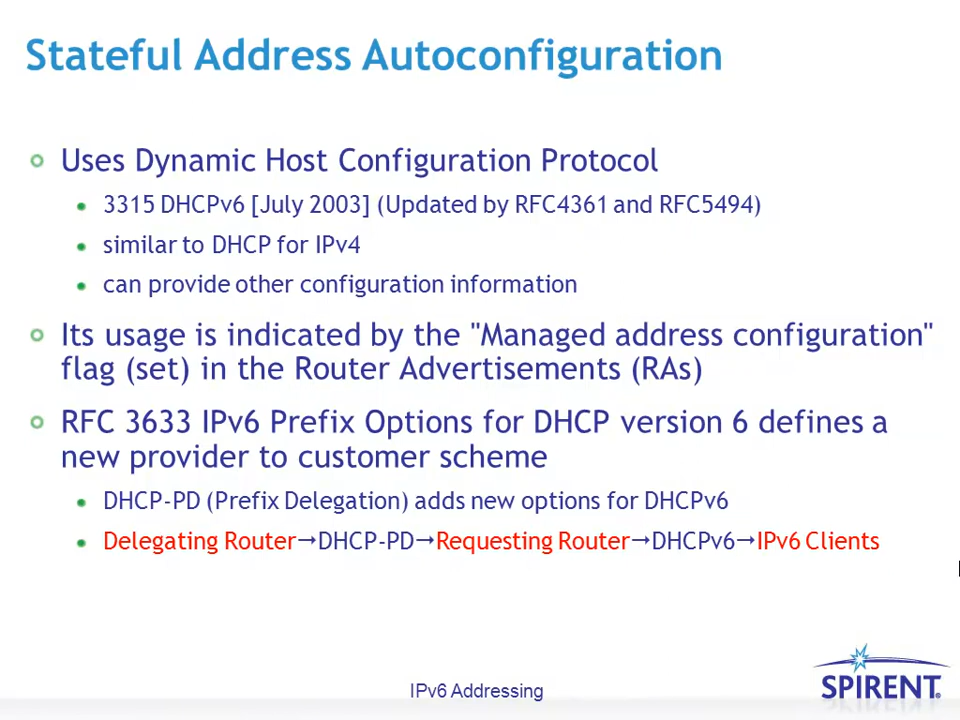 Stateful Address Autoconfiguration
Uses Dynamic Host Configuration Protocol
3315 DHCPv6 [July 2003] (Updated by RFC4361 and RFC5494)
similar to DHCP for IPv4
can provide other configuration information
Its usage is indicated by the "Managed address configuration"
flag (set) in the Router Advertisements (RAs)
RFC 3633 IPv6 Prefix Options for DHCP version 6 defines a
new provider to customer scheme
DHCP-PD (Prefix Delegation) adds new options for DHCPv6
Delegating Router→DHCP-PD→Requesting Router→DHCPv6→IPv6 Clients
IPv6 Addressing
SPIRENT®